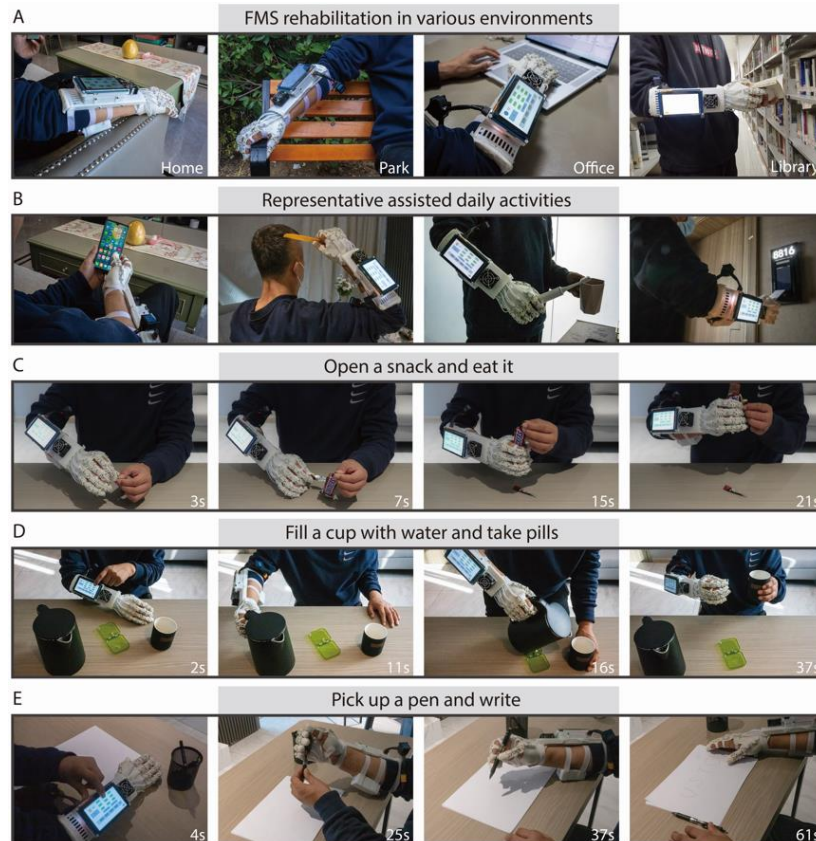 A FMS rehabilitation in various environments
Home Park Office Library
B Representative assisted daily activities
8816
C Open a snack and eat it
3s 7s 15s 21s
D Fill a cup with water and take pills
2s 11s 16s 37s
E Pick up a pen and write
4s 25s 37s 61s